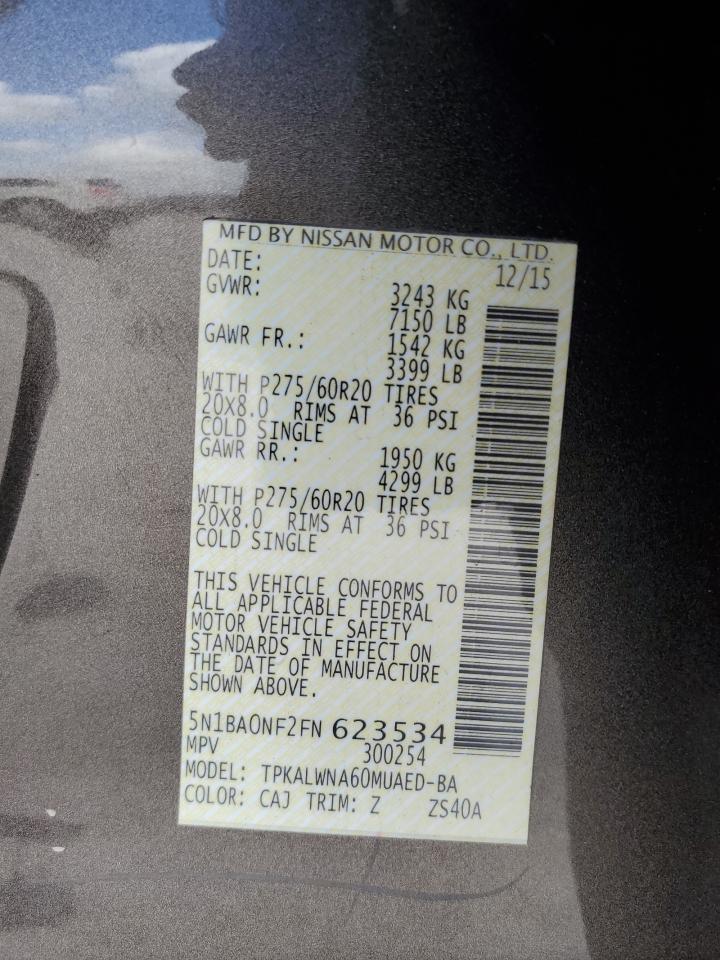 MFD BY NISSAN MOTOR CO., LTD.
DATE: 12/15
GVWR: 3243 KG
7150 LB
GAWR FR.: 1542 KG
3399 LB
WITH P275/60R20 TIRES
20X8.0 RIMS AT 36 PSI
COLD SINGLE
GAWR RR.: 1950 KG
4299 LB
WITH P275/60R20 TIRES
20X8.0 RIMS AT 36 PSI
COLD SINGLE
THIS VEHICLE CONFORMS TO
ALL APPLICABLE FEDERAL
MOTOR VEHICLE SAFETY
STANDARDS IN EFFECT ON
THE DATE OF MANUFACTURE
SHOWN ABOVE.
5N1BA0NF2FN 623534
MPV 300254
MODEL: TPKALWNA60MUAED-BA
COLOR: CAJ TRIM: Z ZS40A